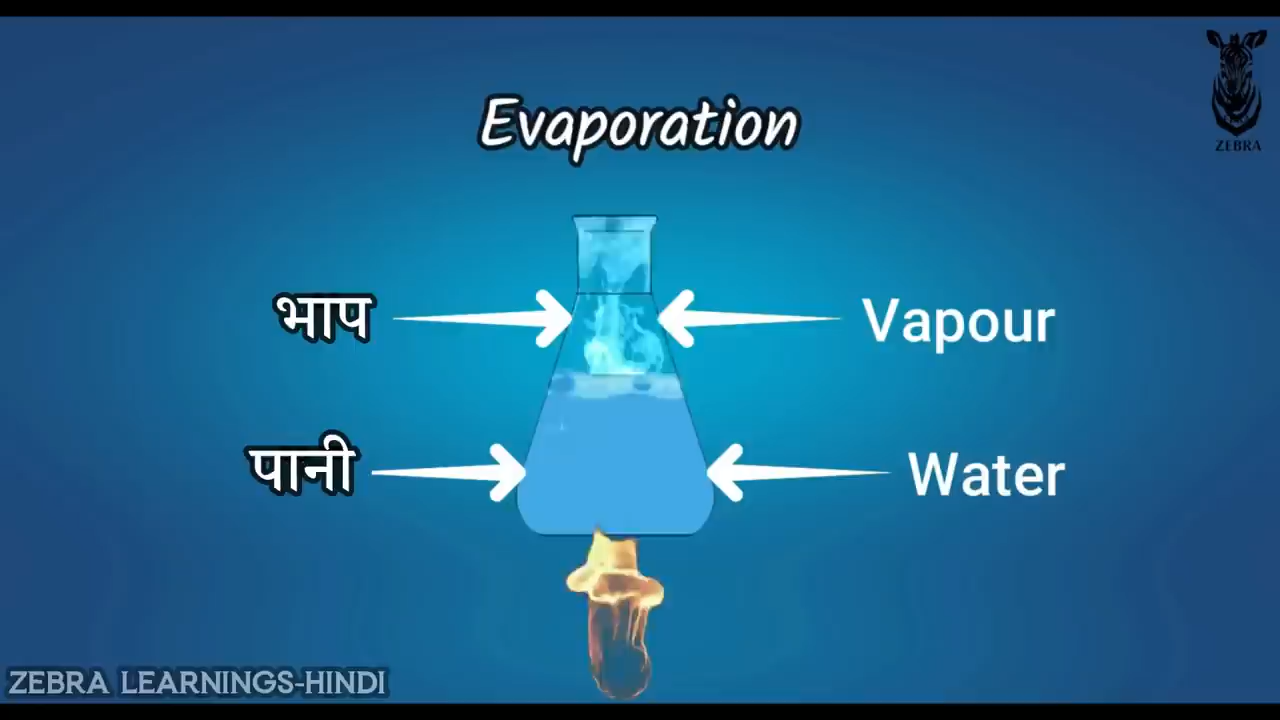 ZEBRA
Evaporation
भाप
Vapour
पानी
Water
ZEBRA LEARNINGS-HINDI